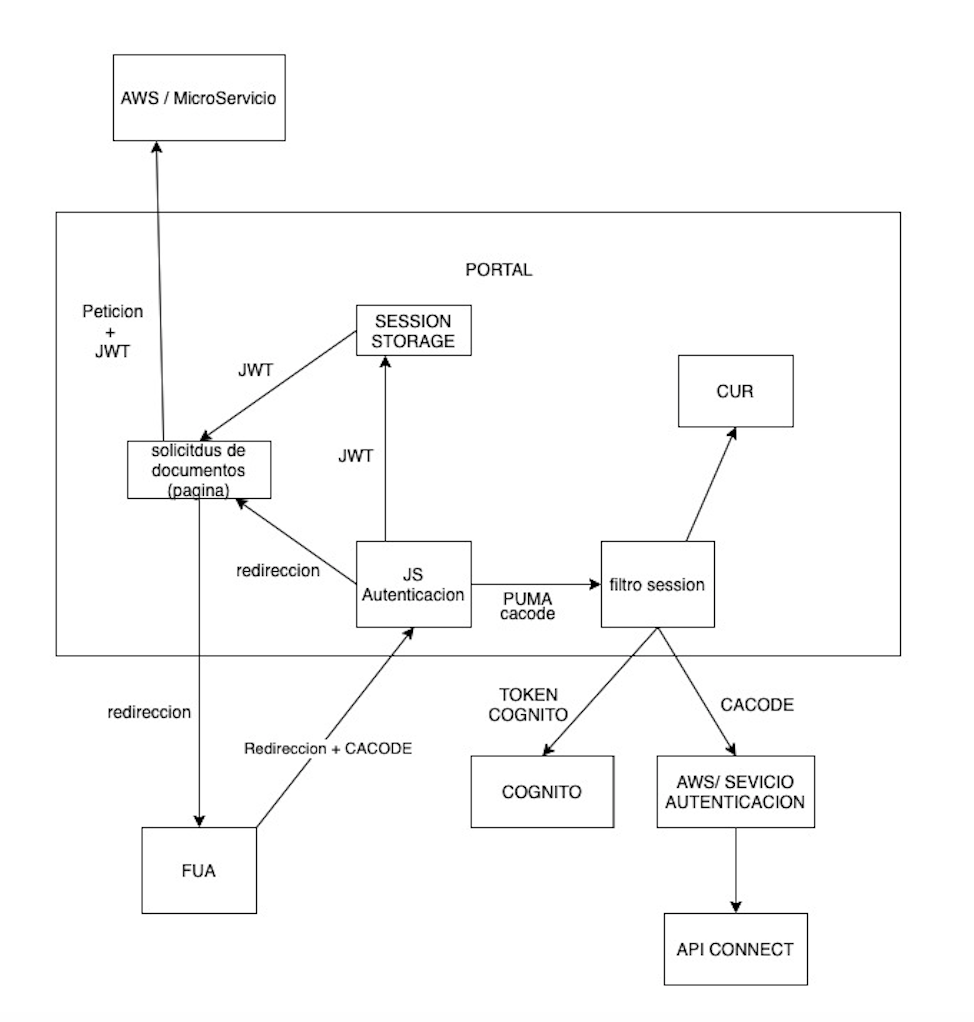 AWS / MicroServicio
PORTAL
Peticion
+
JWT
SESSION
STORAGE
JWT
CUR
JWT
solicitdus de
documentos
(pagina)
redireccion
JS
Autenticacion
PUMA
cacode
filtro session
redireccion
TOKEN
COGNITO
CACODE
Redireccion + CACODE
COGNITO
AWS/ SEVICIO
AUTENTICACION
FUA
API CONNECT